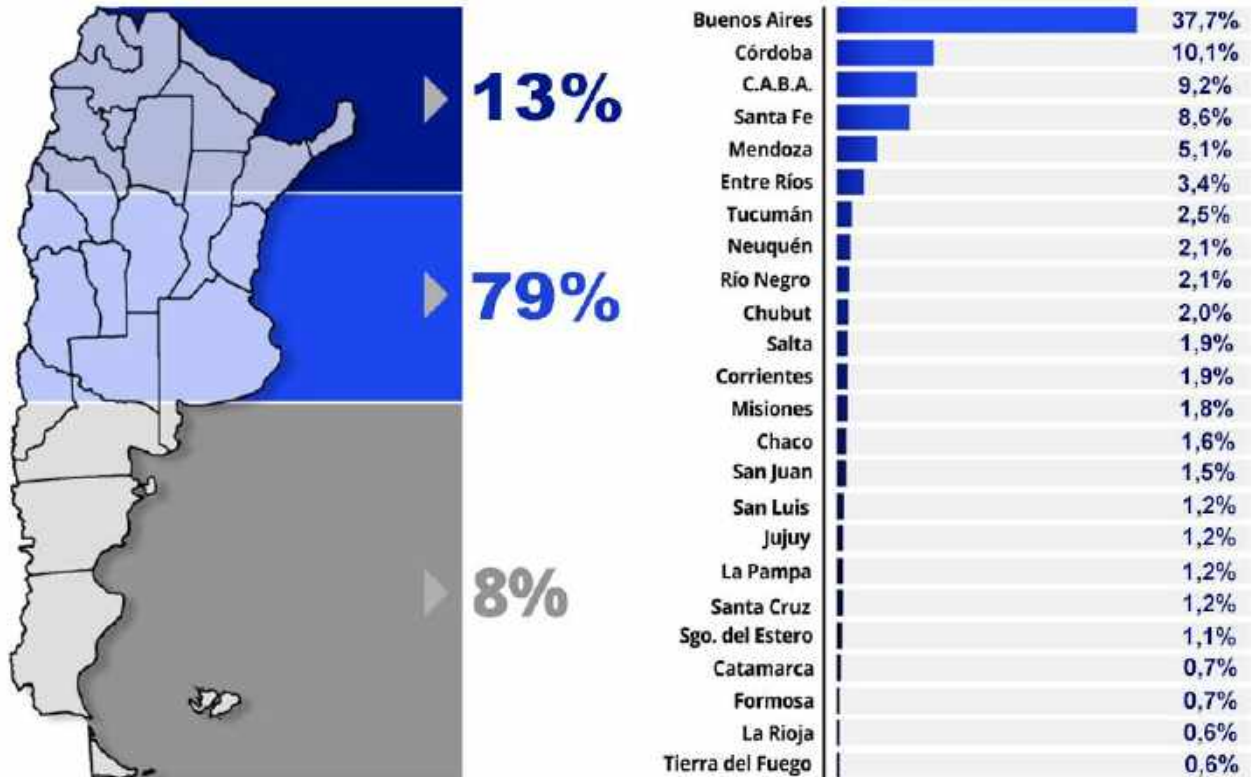 13%
79%
8%
Buenos Aires 37,7%
Córdoba 10,1%
C.A.B.A. 9,2%
Santa Fe 8,6%
Mendoza 5,1%
Entre Ríos 3,4%
Tucumán 2,5%
Neuquén 2,1%
Río Negro 2,1%
Chubut 2,0%
Salta 1,9%
Corrientes 1,9%
Misiones 1,8%
Chaco 1,6%
San Juan 1,5%
San Luis 1,2%
Jujuy 1,2%
La Pampa 1,2%
Santa Cruz 1,2%
Sgo. del Estero 1,1%
Catamarca 0,7%
Formosa 0,7%
La Rioja 0,6%
Tierra del Fuego 0,6%